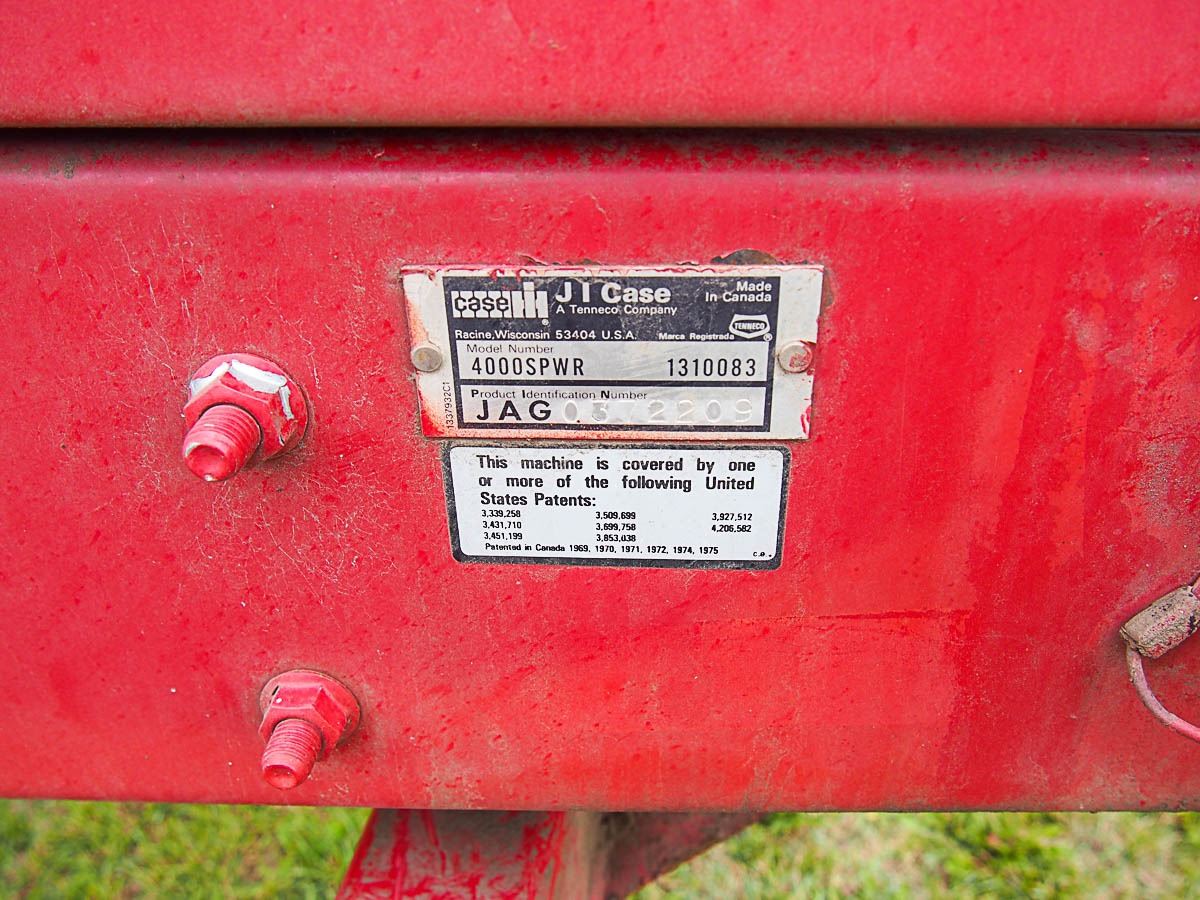 case IH ® J I Case Made
A Tenneco Company In Canada
TENNECO ®
Racine, Wisconsin 53404 U.S.A. Marca Registrada
Model Number
4000SPWR 1310083
Product Identification Number
JAG 0372209
1337932C1
This machine is covered by one
or more of the following United
States Patents:
3,339,258 3,509,699 3,927,512
3,431,710 3,699,758 4,206,582
3,451,199 3,853,038
Patented in Canada 1969, 1970, 1971, 1972, 1974, 1975